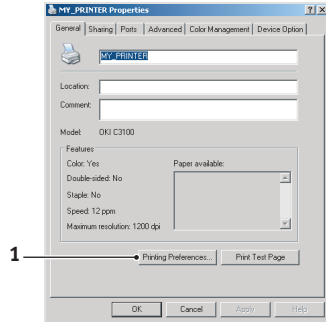 MY_PRINTER Properties
General Sharing Ports Advanced Color Management Device Option
MY_PRINTER
Location:
Comment:
Model: OKI C3100
Features
Color: Yes
Paper available:
Double-sided: No
Staple: No
Speed: 12 ppm
Maximum resolution: 1200 dpi
1
Printing Preferences... Print Test Page
OK Cancel Apply Help